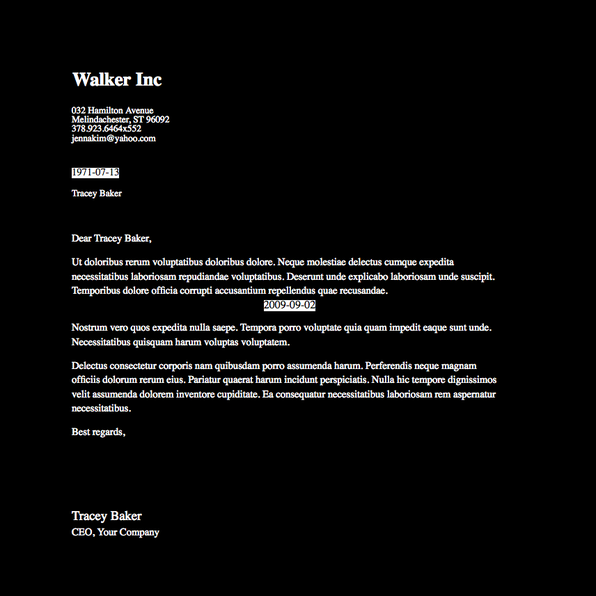 Walker Inc
032 Hamilton Avenue
Melindachester, ST 96092
378.923.6464x552
jennakim@yahoo.com
1971-07-13
Tracey Baker
Dear Tracey Baker,
Ut doloribus rerum voluptatibus doloribus dolore. Neque molestiae delectus cumque expedita
necessitatibus laboriosam repudiandae voluptatibus. Deserunt unde explicabo laboriosam unde suscipit.
Temporibus dolore officia corrupti accusantium repellendus quae recusandae.
2009-09-02
Nostrum vero quos expedita nulla saepe. Tempora porro voluptate quia quam impedit eaque sunt unde.
Necessitatibus quisquam harum voluptas voluptatem.
Delectus consectetur corporis nam quibusdam porro assumenda harum. Perferendis neque magnam
officiis dolorum rerum eius. Pariatur quaerat harum incidunt perspiciatis. Nulla hic tempore dignissimos
velit assumenda dolorem inventore cupiditate. Ea consequatur necessitatibus laboriosam rem aspernatur
necessitatibus.
Best regards,
Tracey Baker
CEO, Your Company